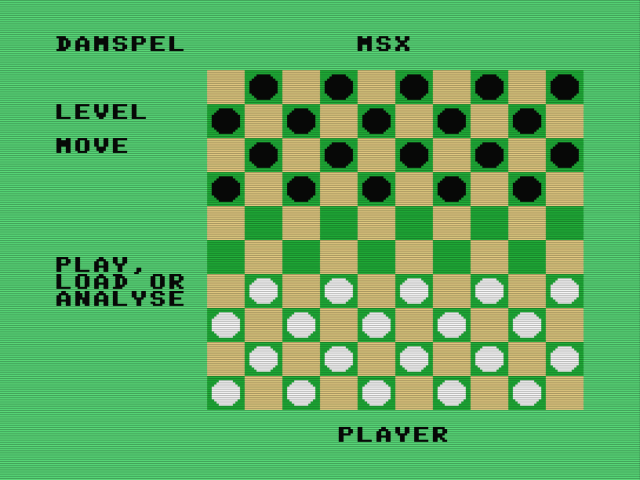 DAMSPEL
MSX
LEVEL
MOVE
PLAY,
LOAD OR
ANALYSE
PLAYER